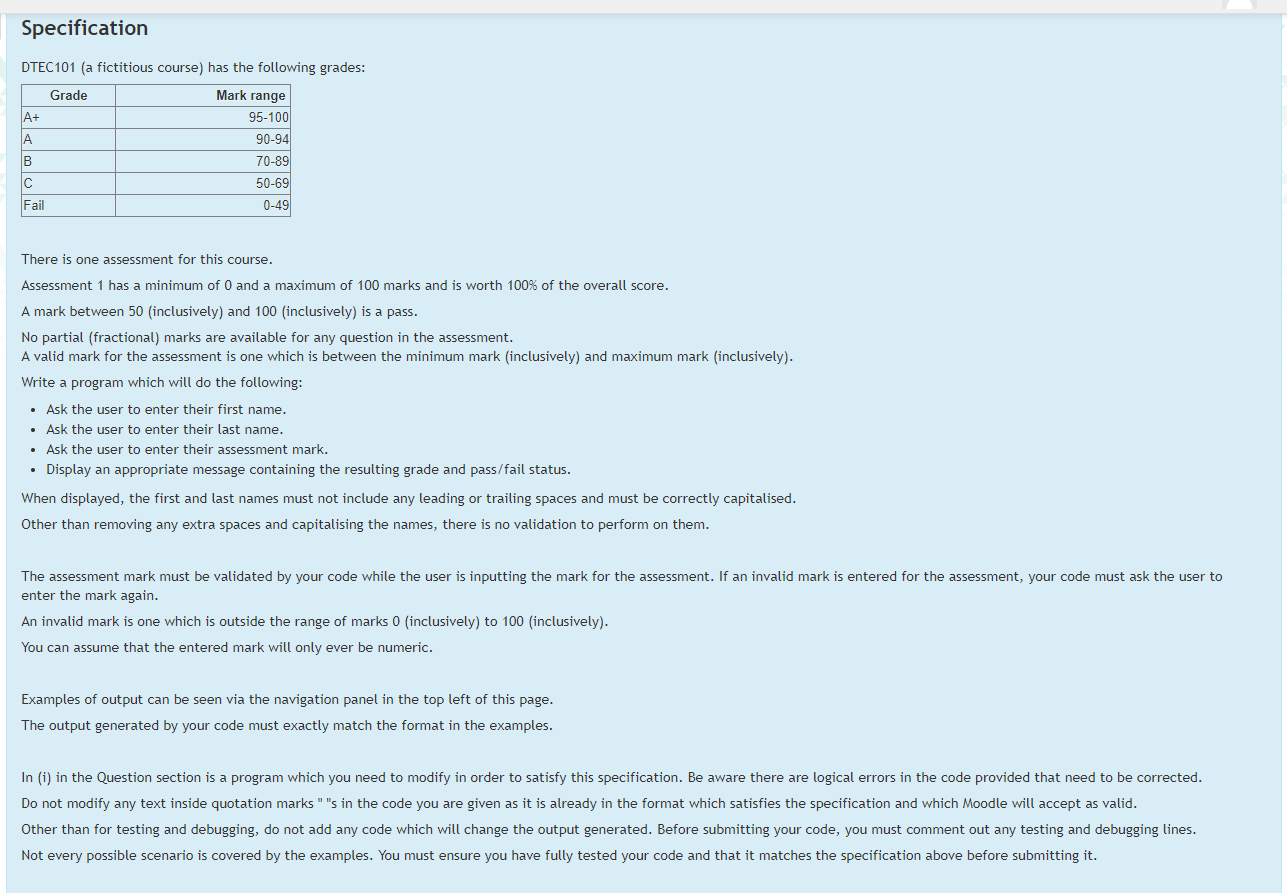 Specification
DTEC101 (a fictitious course) has the following grades:
Grade Mark range
A+ 95-100
A 90-94
B 70-89
C 50-69
Fail 0-49
There is one assessment for this course.
Assessment 1 has a minimum of 0 and a maximum of 100 marks and is worth 100% of the overall score.
A mark between 50 (inclusively) and 100 (inclusively) is a pass.
No partial (fractional) marks are available for any question in the assessment.
A valid mark for the assessment is one which is between the minimum mark (inclusively) and maximum mark (inclusively).
Write a program which will do the following:
• Ask the user to enter their first name.
• Ask the user to enter their last name.
• Ask the user to enter their assessment mark.
• Display an appropriate message containing the resulting grade and pass/fail status.
When displayed, the first and last names must not include any leading or trailing spaces and must be correctly capitalised.
Other than removing any extra spaces and capitalising the names, there is no validation to perform on them.
The assessment mark must be validated by your code while the user is inputting the mark for the assessment. If an invalid mark is entered for the assessment, your code must ask the user to
enter the mark again.
An invalid mark is one which is outside the range of marks 0 (inclusively) to 100 (inclusively).
You can assume that the entered mark will only ever be numeric.
Examples of output can be seen via the navigation panel in the top left of this page.
The output generated by your code must exactly match the format in the examples.
In (i) in the Question section is a program which you need to modify in order to satisfy this specification. Be aware there are logical errors in the code provided that need to be corrected.
Do not modify any text inside quotation marks " "s in the code you are given as it is already in the format which satisfies the specification and which Moodle will accept as valid.
Other than for testing and debugging, do not add any code which will change the output generated. Before submitting your code, you must comment out any testing and debugging lines.
Not every possible scenario is covered by the examples. You must ensure you have fully tested your code and that it matches the specification above before submitting it.